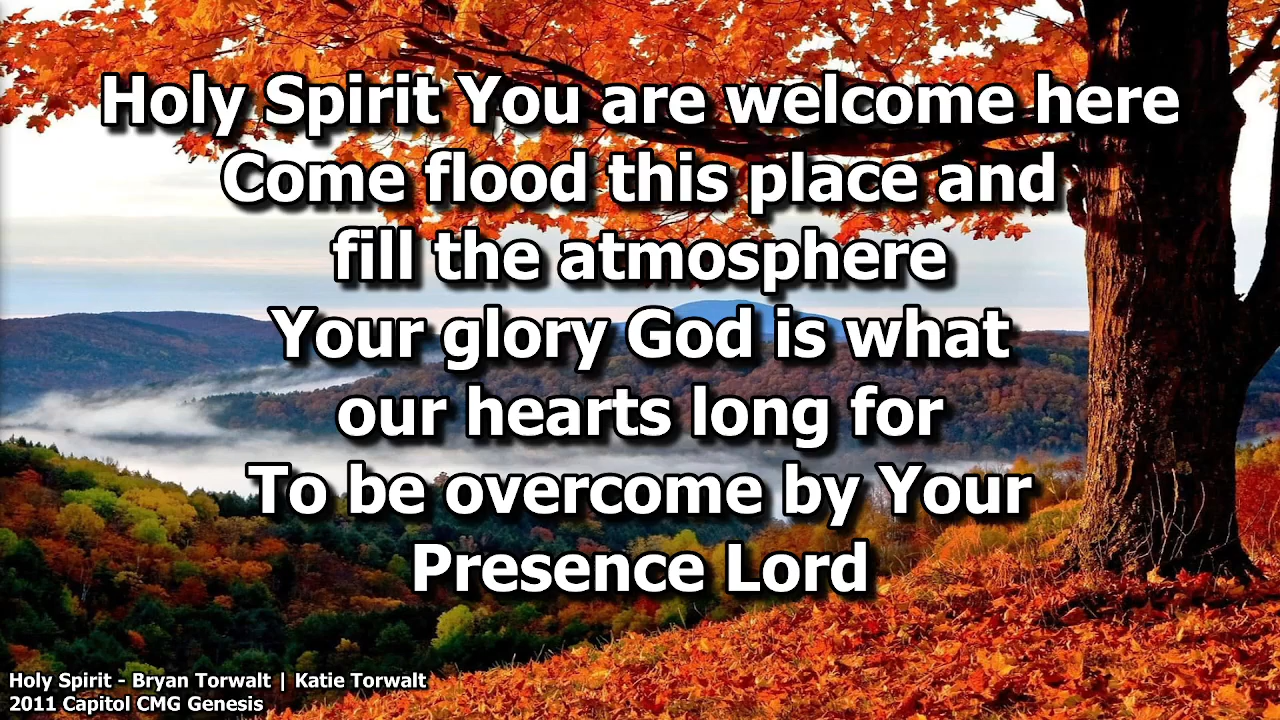 Holy Spirit You are welcome here
Come flood this place and
fill the atmosphere
Your glory God is what
our hearts long for
To be overcome by Your
Presence Lord
Holy Spirit - Bryan Torwalt | Katie Torwalt
2011 Capitol CMG Genesis